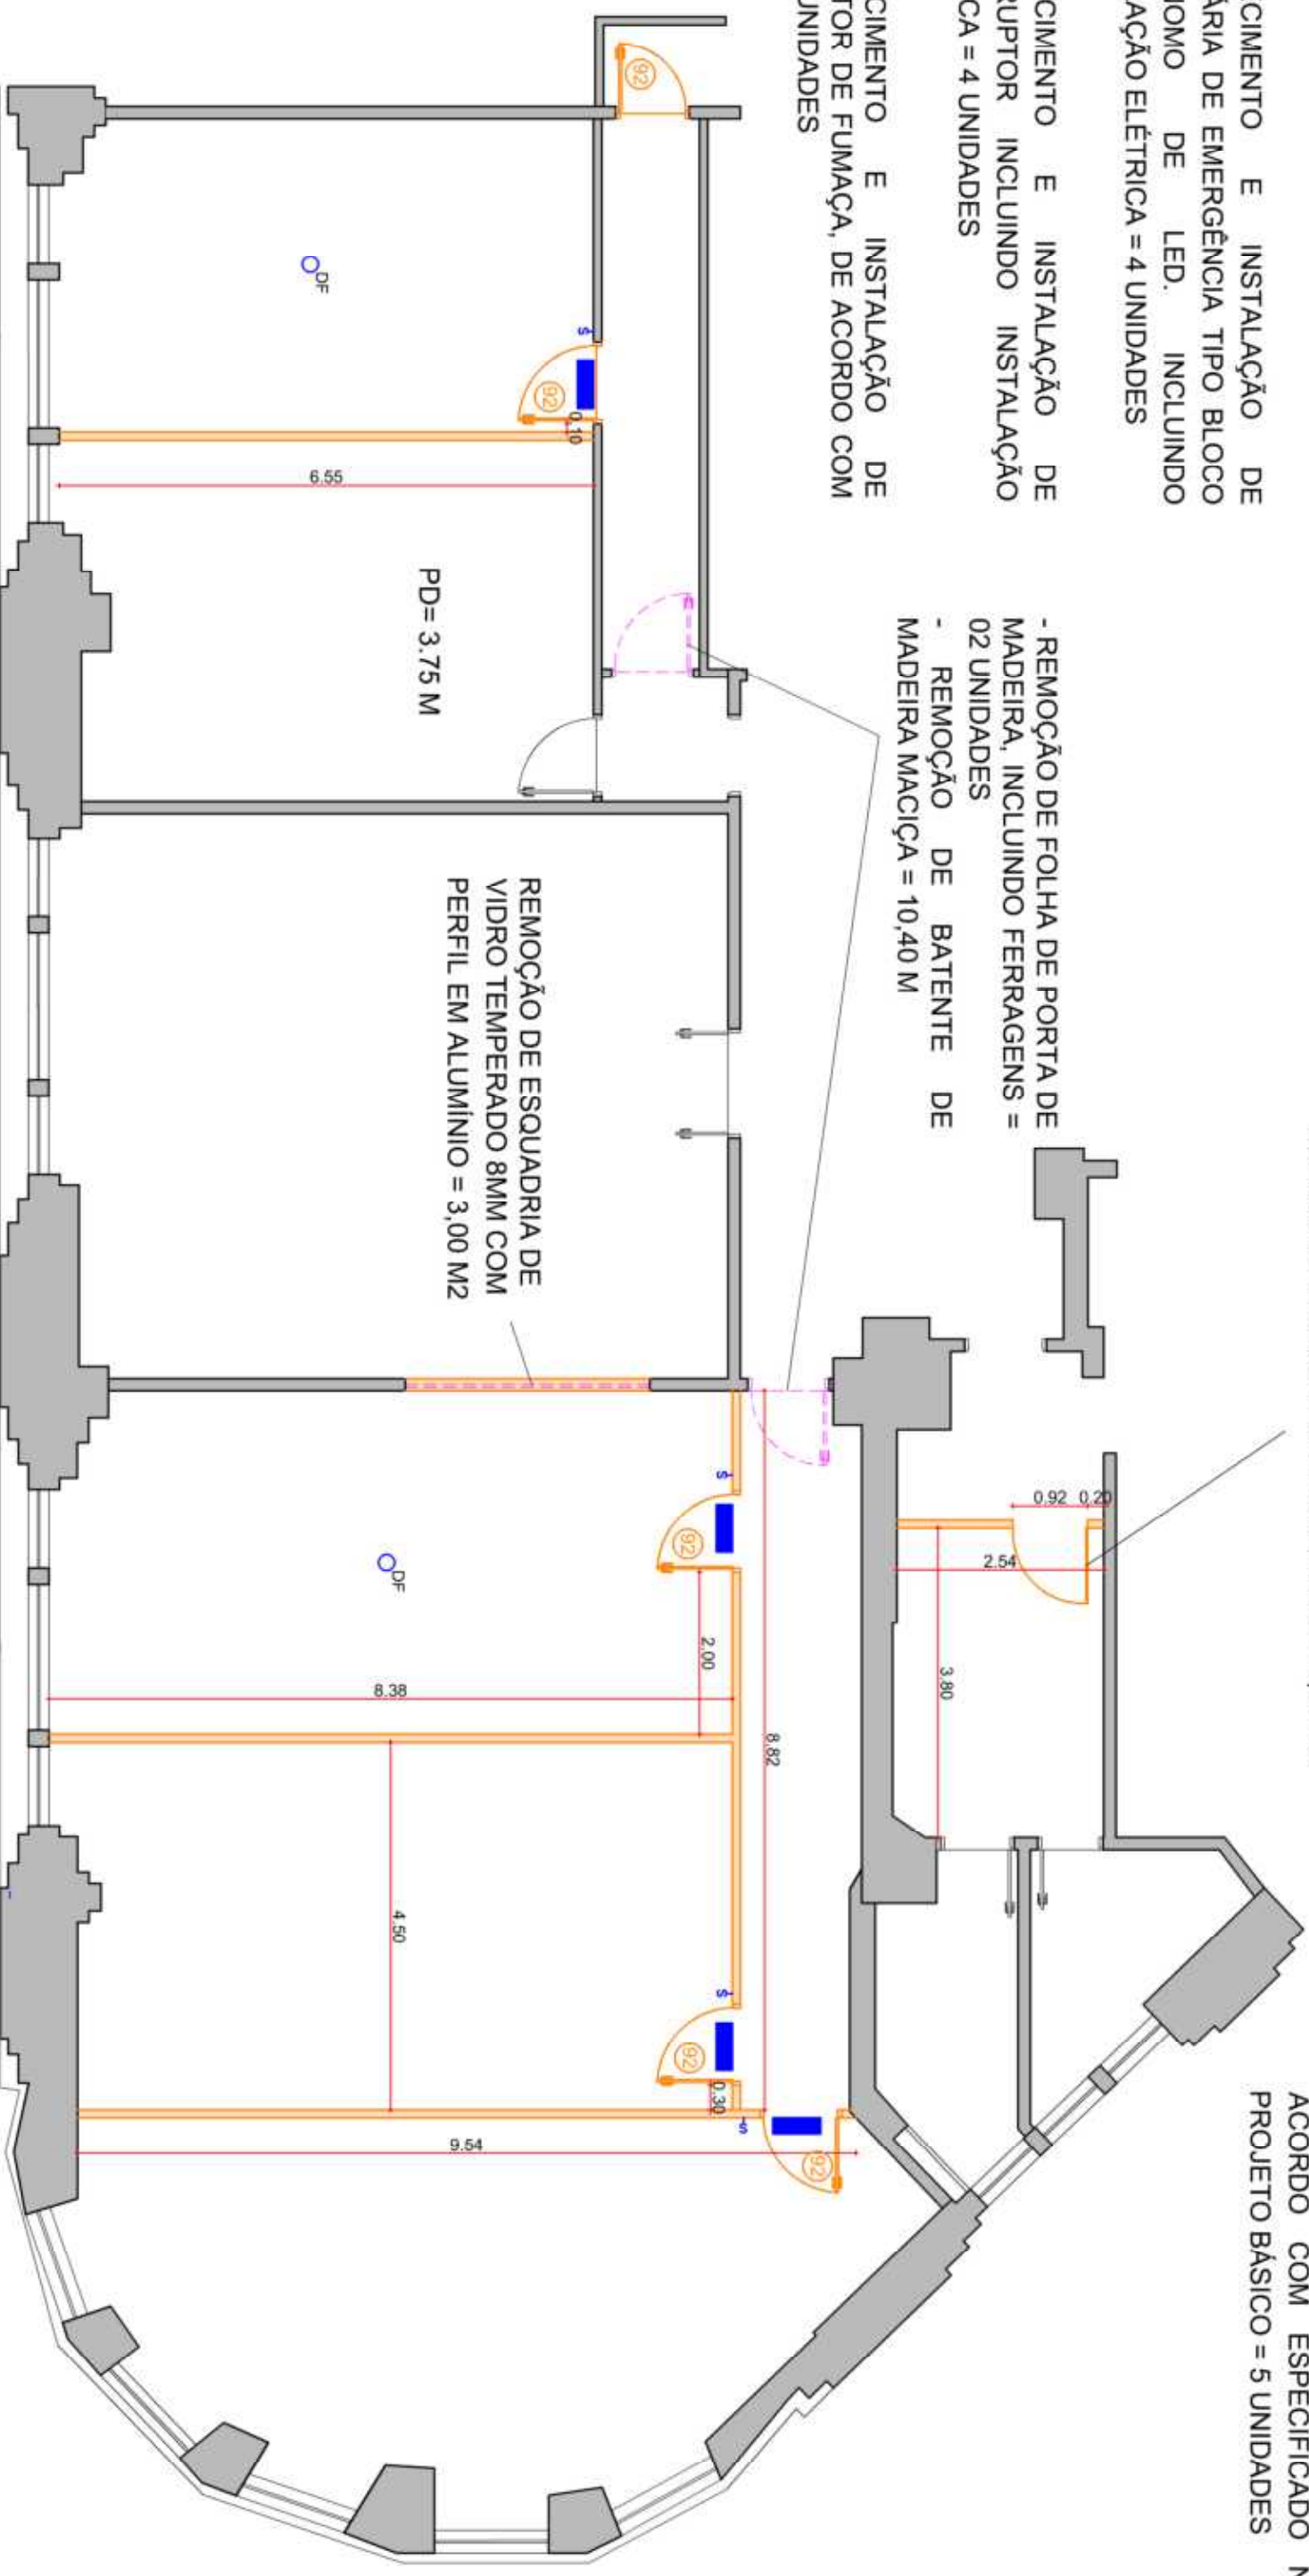 CIMENTO E INSTALAÇÃO DE
ÁRIA DE EMERGÊNCIA TIPO BLOCO
NOMO DE LED. INCLUINDO
AÇÃO ELÉTRICA = 4 UNIDADES
CIMENTO E INSTALAÇÃO DE
RUPTOR INCLUINDO INSTALAÇÃO
CA = 4 UNIDADES
CIMENTO E INSTALAÇÃO DE
TOR DE FUMAÇA, DE ACORDO COM
UNIDADES
- REMOÇÃO DE FOLHA DE PORTA DE
MADEIRA, INCLUINDO FERRAGENS =
02 UNIDADES
- REMOÇÃO DE BATENTE DE
MADEIRA MACIÇA = 10,40 M
ACORDO COM ESPECIFICADO N
PROJETO BÁSICO = 5 UNIDADES
92
DF
S
92
0.10
6.55
PD= 3.75 M
REMOÇÃO DE ESQUADRIA DE
VIDRO TEMPERADO 8MM COM
PERFIL EM ALUMÍNIO = 3,00 M2
0.92
0.20
2.54
3.80
S
92
DF
2.00
8.38
8.82
4.50
S
92
0.30
S
92
9.54